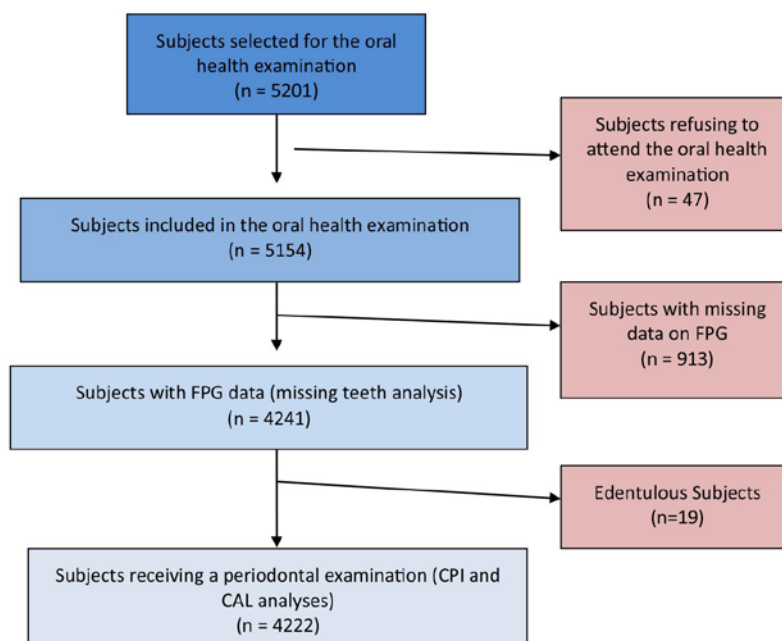 Subjects selected for the oral
health examination
(n = 5201)
Subjects refusing to
attend the oral health
examination
(n = 47)
Subjects included in the oral health examination
(n = 5154)
Subjects with missing
data on FPG
(n = 913)
Subjects with FPG data (missing teeth analysis)
(n = 4241)
Edentulous Subjects
(n=19)
Subjects receiving a periodontal examination (CPI and
CAL analyses)
(n = 4222)